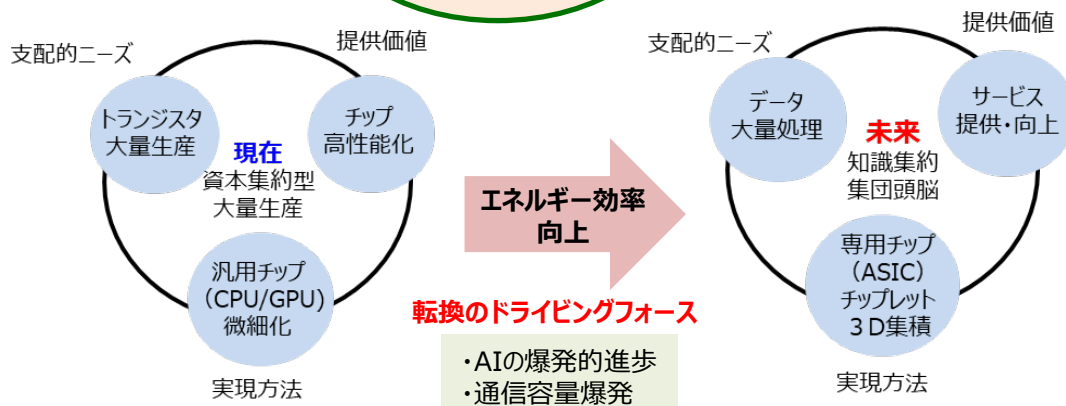 支配的ニーズ
提供価値
トランジスタ
大量生産
チップ
高性能化
現在
資本集約型
大量生産
汎用チップ
(CPU/GPU)
微細化
実現方法
エネルギー効率
向上
転換のドライビングフォース
・AIの爆発的進歩
・通信容量爆発
支配的ニーズ
提供価値
データ
大量処理
サービス
提供・向上
未来
知識集約
集団頭脳
専用チップ
(ASIC)
チップレット
3D集積
実現方法